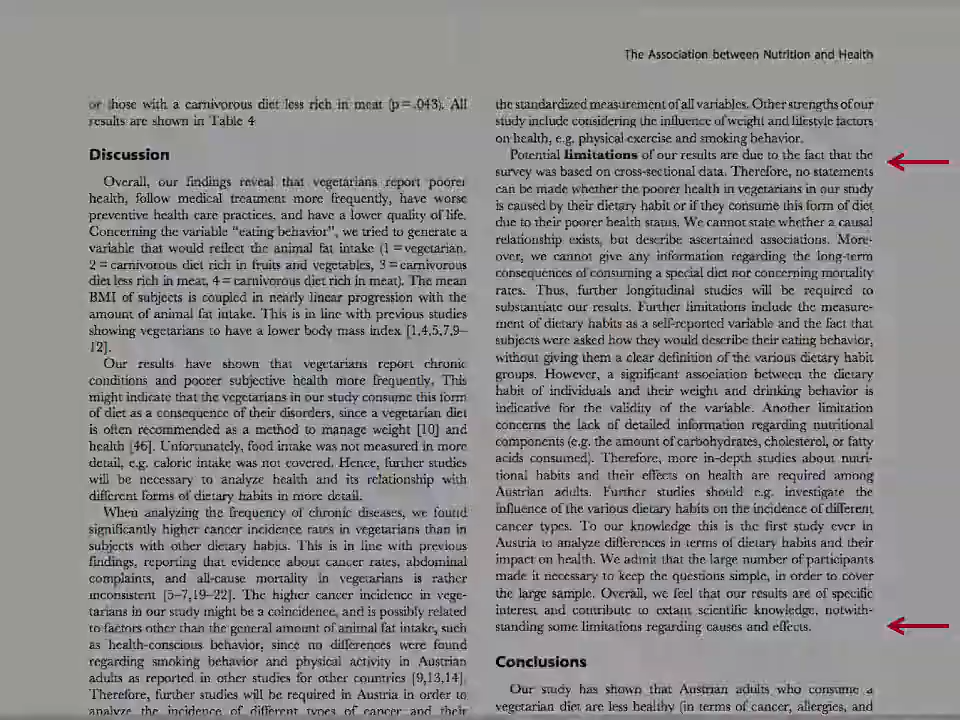 The Association between Nutrition and Health
or those with a carnivorous diet less rich in meat (p = .043). All
results are shown in Table 4
Discussion
Overall, our findings reveal that vegetarians report poorer
health, follow medical treatment more frequently, have worse
preventive health care practices, and have a lower quality of life.
Concerning the variable “eating behavior”, we tried to generate a
variable that would reflect the animal fat intake (1 = vegetarian,
2 = carnivorous diet rich in fruits and vegetables, 3 = carnivorous
diet less rich in meat, 4 = carnivorous diet rich in meat). The mean
BMI of subjects is coupled in nearly linear progression with the
amount of animal fat intake. This is in line with previous studies
showing vegetarians to have a lower body mass index [1,4,5,7,9–
12].
Our results have shown that vegetarians report chronic
conditions and poorer subjective health more frequently. This
might indicate that the vegetarians in our study consume this form
of diet as a consequence of their disorders, since a vegetarian diet
is often recommended as a method to manage weight [10] and
health [46]. Unfortunately, food intake was not measured in more
detail, e.g. caloric intake was not covered. Hence, further studies
will be necessary to analyze health and its relationship with
different forms of dietary habits in more detail.
When analyzing the frequency of chronic diseases, we found
significantly higher cancer incidence rates in vegetarians than in
subjects with other dietary habits. This is in line with previous
findings, reporting that evidence about cancer rates, abdominal
complaints, and all-cause mortality in vegetarians is rather
inconsistent [5–7,19–22]. The higher cancer incidence in vege-
tarians in our study might be a coincidence, and is possibly related
to factors other than the general amount of animal fat intake, such
as health-conscious behavior, since no differences were found
regarding smoking behavior and physical activity in Austrian
adults as reported in other studies for other countries [9,13,14].
Therefore, further studies will be required in Austria in order to
analyze the incidence of different types of cancer and their
the standardized measurement of all variables. Other strengths of our
study include considering the influence of weight and lifestyle factors
on health, e.g. physical exercise and smoking behavior.
Potential limitations of our results are due to the fact that the
survey was based on cross-sectional data. Therefore, no statements
can be made whether the poorer health in vegetarians in our study
is caused by their dietary habit or if they consume this form of diet
due to their poorer health status. We cannot state whether a causal
relationship exists, but describe ascertained associations. More-
over, we cannot give any information regarding the long-term
consequences of consuming a special diet nor concerning mortality
rates. Thus, further longitudinal studies will be required to
substantiate our results. Further limitations include the measure-
ment of dietary habits as a self-reported variable and the fact that
subjects were asked how they would describe their eating behavior,
without giving them a clear definition of the various dietary habit
groups. However, a significant association between the dietary
habit of individuals and their weight and drinking behavior is
indicative for the validity of the variable. Another limitation
concerns the lack of detailed information regarding nutritional
components (e.g. the amount of carbohydrates, cholesterol, or fatty
acids consumed). Therefore, more in-depth studies about nutri-
tional habits and their effects on health are required among
Austrian adults. Further studies should e.g. investigate the
influence of the various dietary habits on the incidence of different
cancer types. To our knowledge this is the first study ever in
Austria to analyze differences in terms of dietary habits and their
impact on health. We admit that the large number of participants
made it necessary to keep the questions simple, in order to cover
the large sample. Overall, we feel that our results are of specific
interest and contribute to extant scientific knowledge, notwith-
standing some limitations regarding causes and effects.
Conclusions
Our study has shown that Austrian adults who consume a
vegetarian diet are less healthy (in terms of cancer, allergies, and